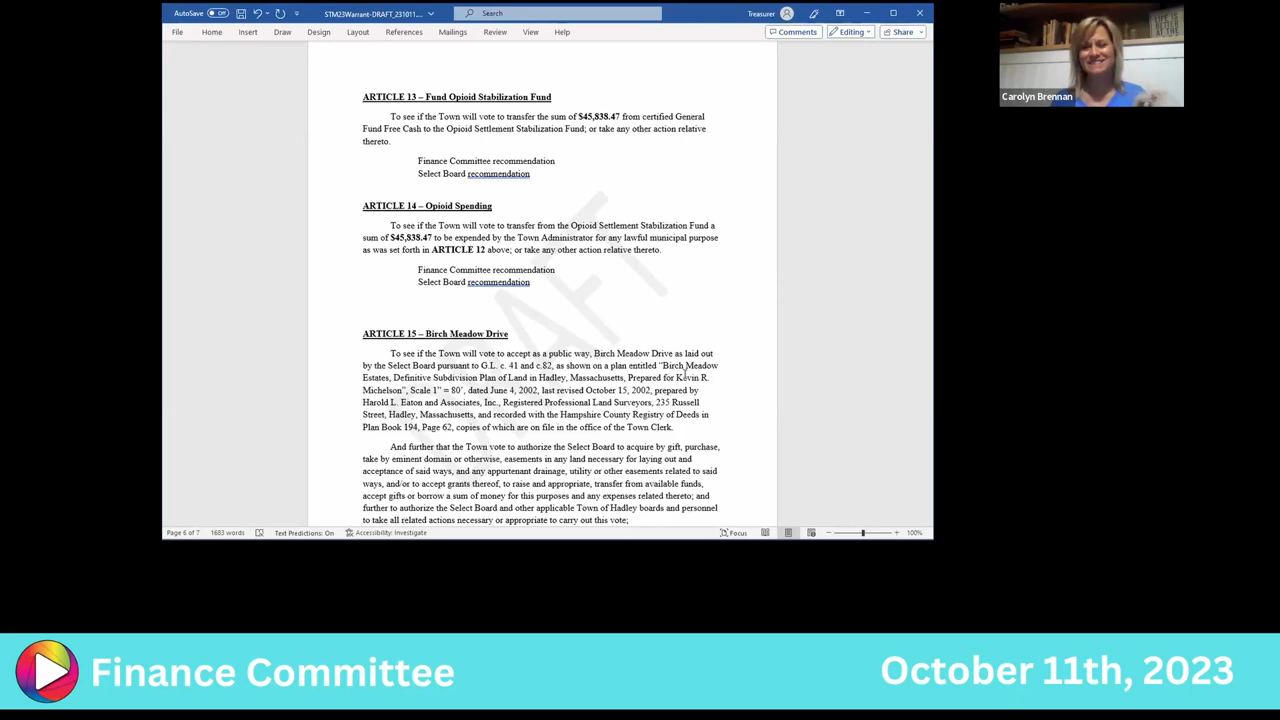 AutoSave Off
STM23Warrant-DRAFT_231011....
Search
Treasurer
File Home Insert Draw Design Layout References Mailings Review View Help
Comments Editing Share
Carolyn Brennan
ARTICLE 13 – Fund Opioid Stabilization Fund
To see if the Town will vote to transfer the sum of $45,838.47 from certified General
Fund Free Cash to the Opioid Settlement Stabilization Fund; or take any other action relative
thereto.
Finance Committee recommendation
Select Board recommendation
ARTICLE 14 – Opioid Spending
To see if the Town will vote to transfer from the Opioid Settlement Stabilization Fund a
sum of $45,838.47 to be expended by the Town Administrator for any lawful municipal purpose
as was set forth in ARTICLE 12 above; or take any other action relative thereto.
Finance Committee recommendation
Select Board recommendation
DRAFT
ARTICLE 15 – Birch Meadow Drive
To see if the Town will vote to accept as a public way, Birch Meadow Drive as laid out
by the Select Board pursuant to G.L. c. 41 and c.82, as shown on a plan entitled "Birch Meadow
Estates, Definitive Subdivision Plan of Land in Hadley, Massachusetts, Prepared for Kevin R.
Michelson", Scale 1" = 80', dated June 4, 2002, last revised October 15, 2002, prepared by
Harold L. Eaton and Associates, Inc., Registered Professional Land Surveyors, 235 Russell
Street, Hadley, Massachusetts, and recorded with the Hampshire County Registry of Deeds in
Plan Book 194, Page 62, copies of which are on file in the office of the Town Clerk.
And further that the Town vote to authorize the Select Board to acquire by gift, purchase,
take by eminent domain or otherwise, easements in any land necessary for laying out and
acceptance of said ways, and any appurtenant drainage, utility or other easements related to said
ways, and/or to accept grants thereof, to raise and appropriate, transfer from available funds,
accept gifts or borrow a sum of money for this purposes and any expenses related thereto; and
further to authorize the Select Board and other applicable Town of Hadley boards and personnel
to take all related actions necessary or appropriate to carry out this vote;
Page 6 of 7 1683 words Text Predictions: On Accessibility: Investigate Focus 100%
Finance Committee
October 11th, 2023